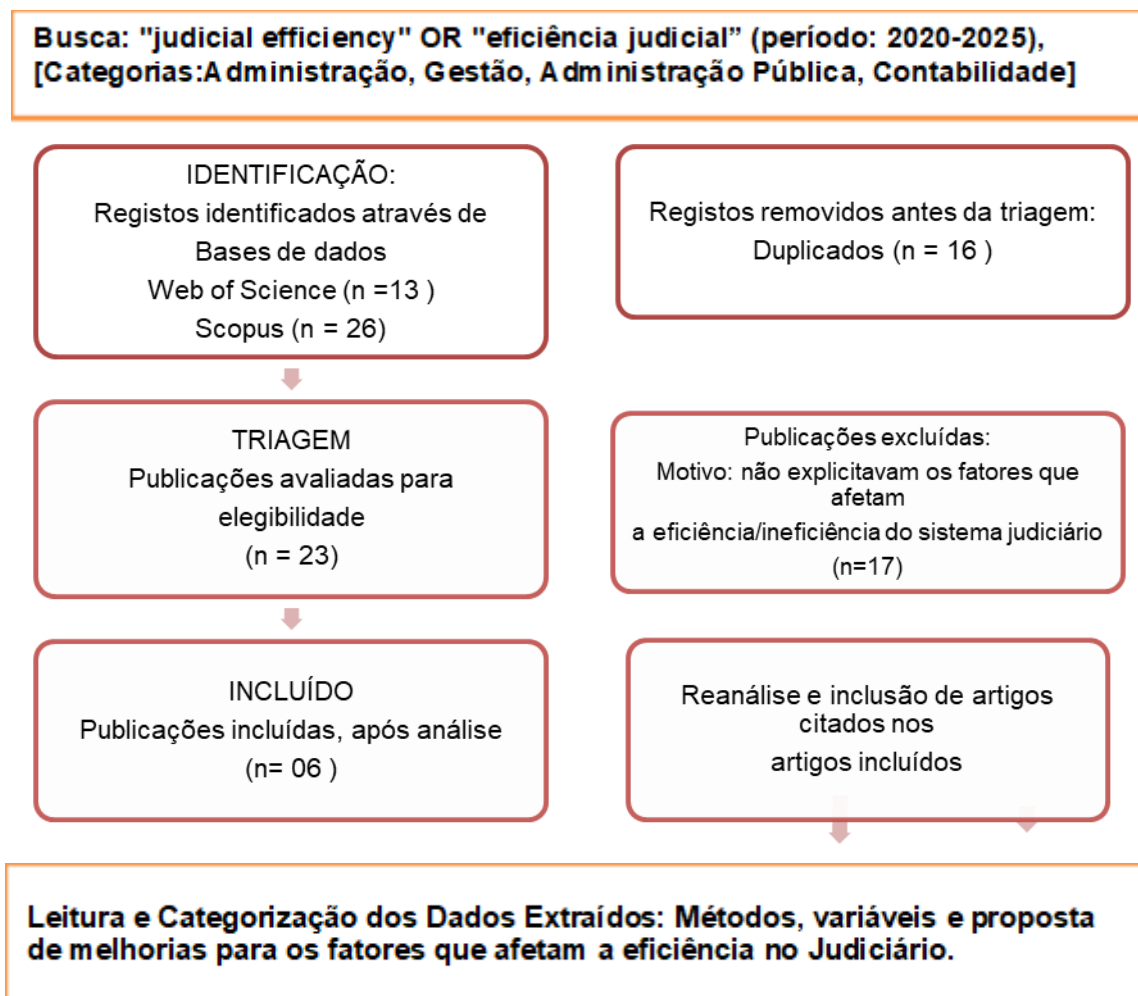 Busca: "judicial efficiency" OR "eficiência judicial” (período: 2020-2025),
[Categorias:Administração, Gestão, Administração Pública, Contabilidade]
IDENTIFICAÇÃO:
Registos identificados através de
Bases de dados
Web of Science (n =13 )
Scopus (n = 26)
Registos removidos antes da triagem:
Duplicados (n = 16 )
TRIAGEM
Publicações avaliadas para
elegibilidade
(n = 23)
Publicações excluídas:
Motivo: não explicitavam os fatores que
afetam
a eficiência/ineficiência do sistema judiciário
(n=17)
INCLUÍDO
Publicações incluídas, após análise
(n= 06 )
Reanálise e inclusão de artigos
citados nos
artigos incluídos
Leitura e Categorização dos Dados Extraídos: Métodos, variáveis e proposta
de melhorias para os fatores que afetam a eficiência no Judiciário.